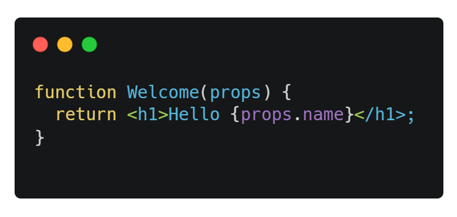 function Welcome(props) {
  return <h1>Hello {props.name}</h1>;
}